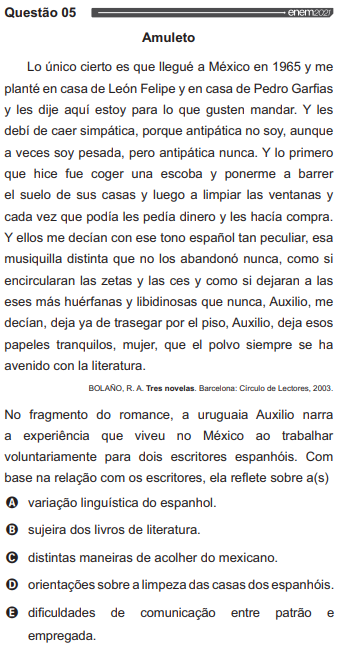 Questão 05 enem2021
Amuleto
Lo único cierto es que llegué a México en 1965 y me
planté en casa de León Felipe y en casa de Pedro Garfias
y les dije aquí estoy para lo que gusten mandar. Y les
debí de caer simpática, porque antipática no soy, aunque
a veces soy pesada, pero antipática nunca. Y lo primero
que hice fue coger una escoba y ponerme a barrer
el suelo de sus casas y luego a limpiar las ventanas y
cada vez que podía les pedía dinero y les hacía compra.
Y ellos me decían con ese tono español tan peculiar, esa
musiquilla distinta que no los abandonó nunca, como si
encircularan las zetas y las ces y como si dejaran a las
eses más huérfanas y libidinosas que nunca, Auxilio, me
decían, deja ya de trasegar por el piso, Auxilio, deja esos
papeles tranquilos, mujer, que el polvo siempre se ha
avenido con la literatura.
BOLAÑO, R. A. Tres novelas. Barcelona: Círculo de Lectores, 2003.
No fragmento do romance, a uruguaia Auxilio narra
a experiência que viveu no México ao trabalhar
voluntariamente para dois escritores espanhóis. Com
base na relação com os escritores, ela reflete sobre a(s)
A variação linguística do espanhol.
B sujeira dos livros de literatura.
C distintas maneiras de acolher do mexicano.
D orientações sobre a limpeza das casas dos espanhóis.
E dificuldades de comunicação entre patrão e
empregada.